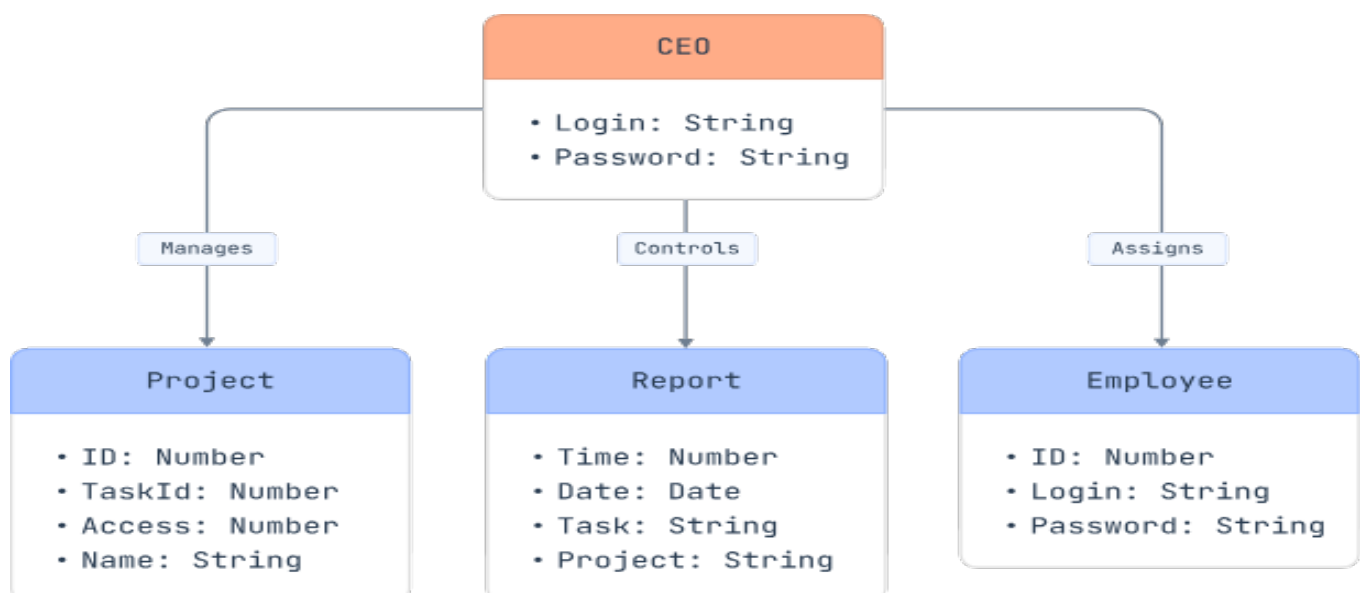 CEO
• Login: String
• Password: String
Manages
Controls
Assigns
Project
• ID: Number
• TaskId: Number
• Access: Number
• Name: String
Report
• Time: Number
• Date: Date
• Task: String
• Project: String
Employee
• ID: Number
• Login: String
• Password: String